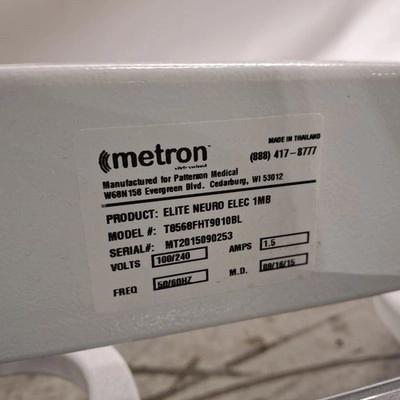 metron
MADE IN THAILAND
(888) 417-8777
Manufactured for Patterson Medical
W68N158 Evergreen Blvd. Cedarburg, WI 53012
PRODUCT: ELITE NEURO ELEC 1MB
MODEL #: T8568FHT9010BL
SERIAL#: MT2015090253
VOLTS 100/240 AMPS 1.5
FREQ 50/60HZ M.D. 09/16/15